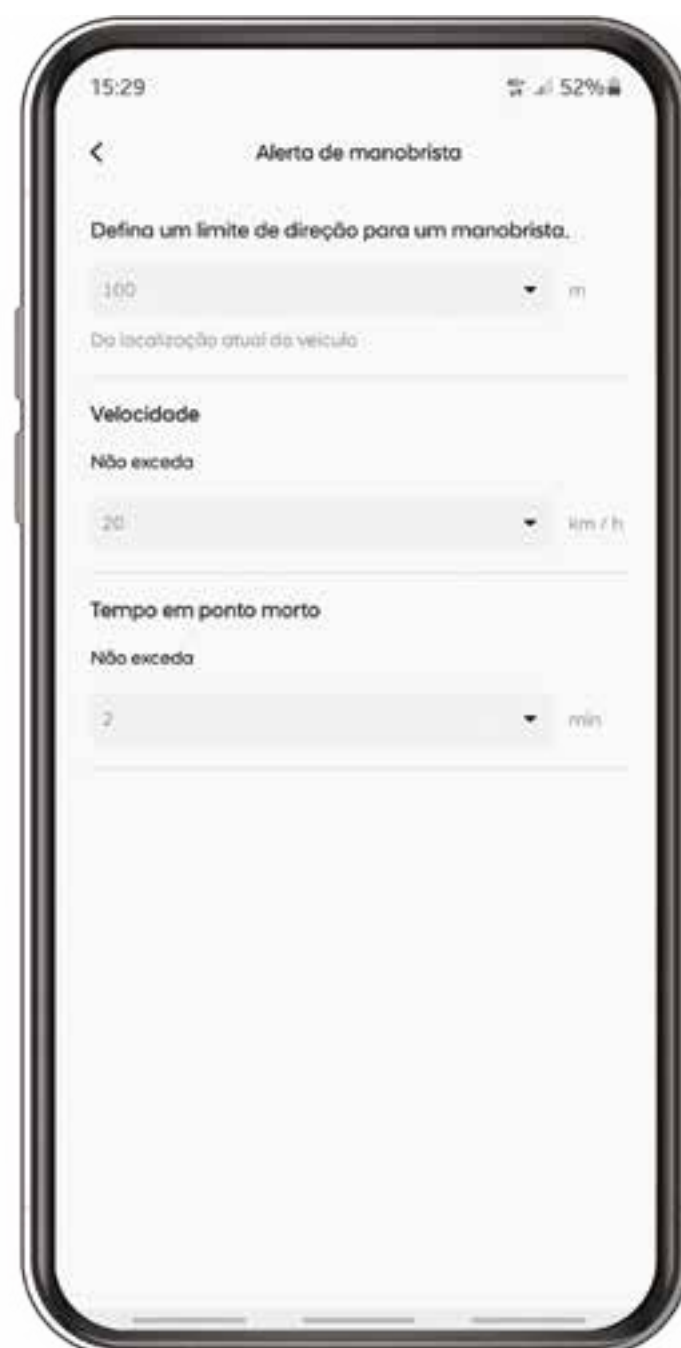 15:29 52%
Alerta de manobrista
Defina um limite de direção para um manobrista.
100 m
Da localização atual do veículo
Velocidade
Não exceda
20 km / h
Tempo em ponto morto
Não exceda
2 min